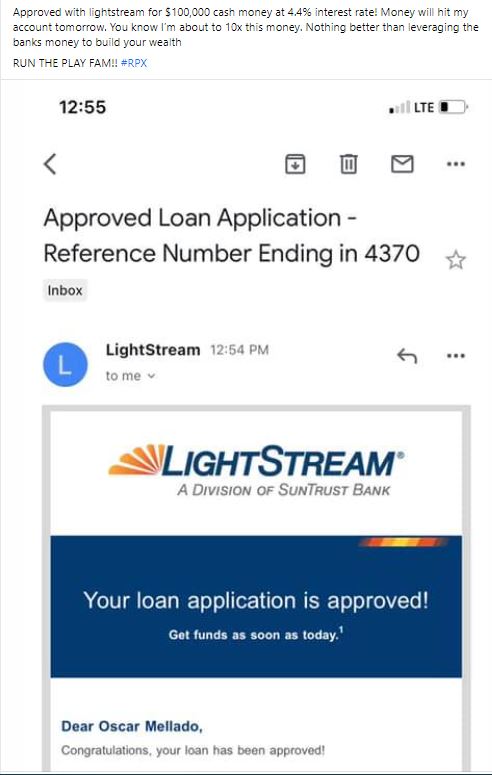 Approved with lightstream for $100,000 cash money at 4.4% interest rate! Money will hit my
account tomorrow. You know I'm about to 10x this money. Nothing better than leveraging the
banks money to build your wealth
RUN THE PLAY FAM!! #RPX
12:55 LTE
Approved Loan Application -
Reference Number Ending in 4370
Inbox
L
LightStream 12:54 PM
to me
LIGHTSTREAM®
A DIVISION OF SUNTRUST BANK
Your loan application is approved!
Get funds as soon as today.¹
Dear Oscar Mellado,
Congratulations, your loan has been approved!